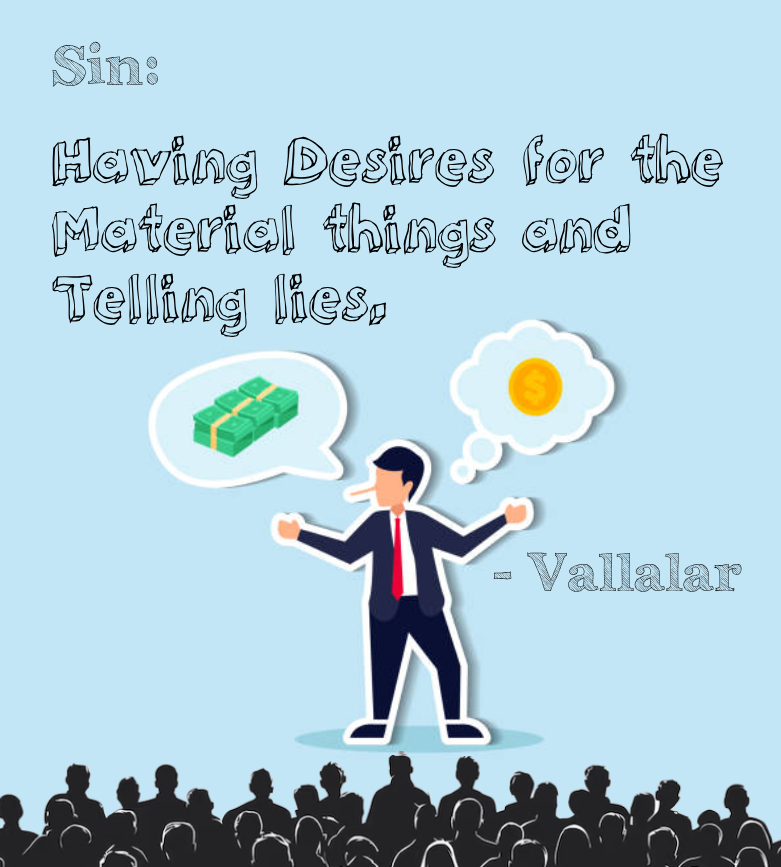 Sin:
Having Desires for the
Material things and
Telling lies,
- Vallalar